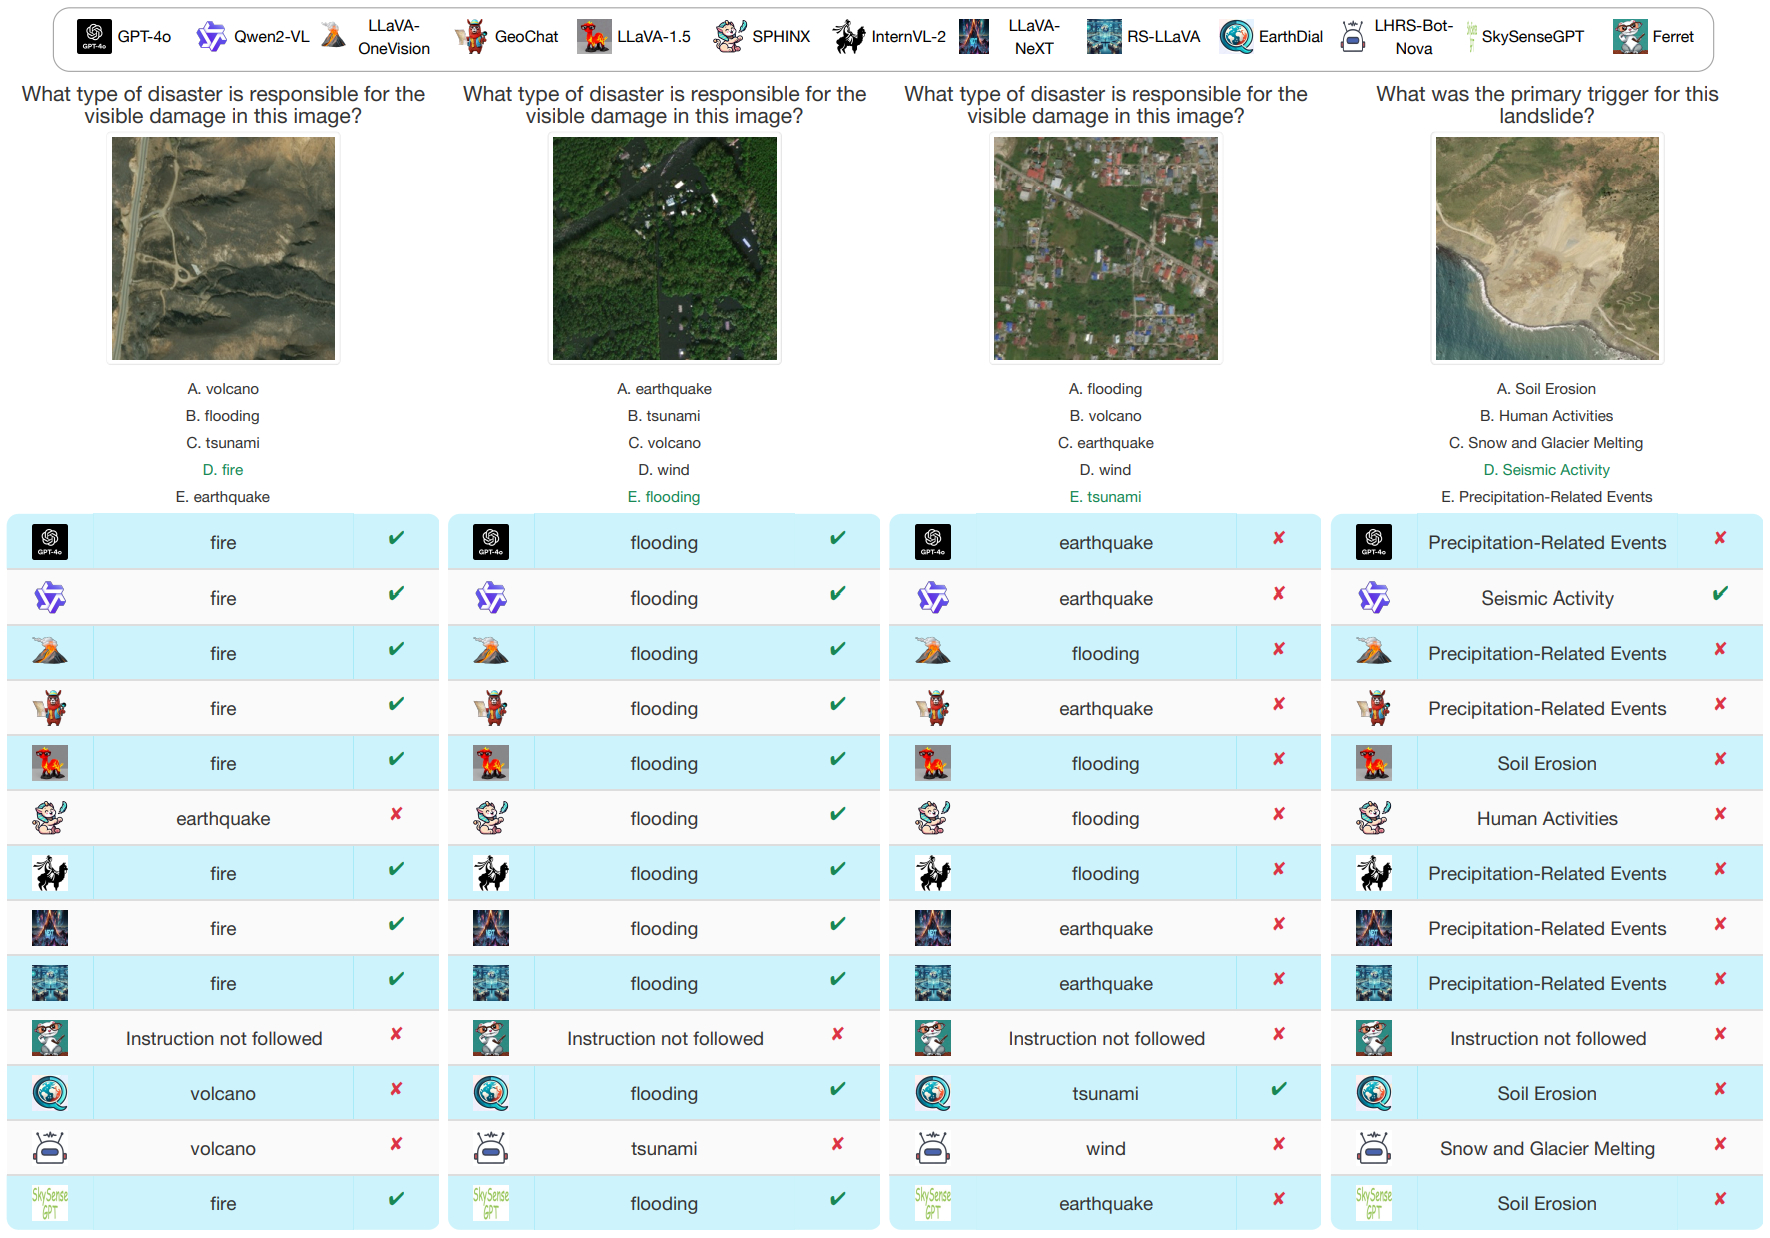 GPT-4o
GPT-4o
Qwen2-VL
LLaVA-
OneVision
GeoChat
LLaVA-1.5
SPHINX
InternVL-2
LLaVA-
NeXT
RS-LLaVA
EarthDial
LHRS-Bot-
Nova
SkySenseGPT
Ferret
What type of disaster is responsible for the
visible damage in this image?
A. volcano
B. flooding
C. tsunami
D. fire
E. earthquake
GPT-4o
fire
fire
fire
fire
fire
earthquake
fire
fire
fire
Instruction not followed
volcano
volcano
SkySense
GPT
fire
What type of disaster is responsible for the
visible damage in this image?
A. earthquake
B. tsunami
C. volcano
D. wind
E. flooding
GPT-4o
flooding
flooding
flooding
flooding
flooding
flooding
flooding
flooding
flooding
Instruction not followed
flooding
tsunami
SkySense
GPT
flooding
What type of disaster is responsible for the
visible damage in this image?
A. flooding
B. volcano
C. earthquake
D. wind
E. tsunami
GPT-4o
earthquake
earthquake
flooding
earthquake
flooding
flooding
flooding
earthquake
earthquake
Instruction not followed
tsunami
wind
SkySense
GPT
earthquake
What was the primary trigger for this
landslide?
A. Soil Erosion
B. Human Activities
C. Snow and Glacier Melting
D. Seismic Activity
E. Precipitation-Related Events
GPT-4o
Precipitation-Related Events
Seismic Activity
Precipitation-Related Events
Precipitation-Related Events
Soil Erosion
Human Activities
Precipitation-Related Events
Precipitation-Related Events
Precipitation-Related Events
Instruction not followed
Soil Erosion
Snow and Glacier Melting
SkySense
GPT
Soil Erosion